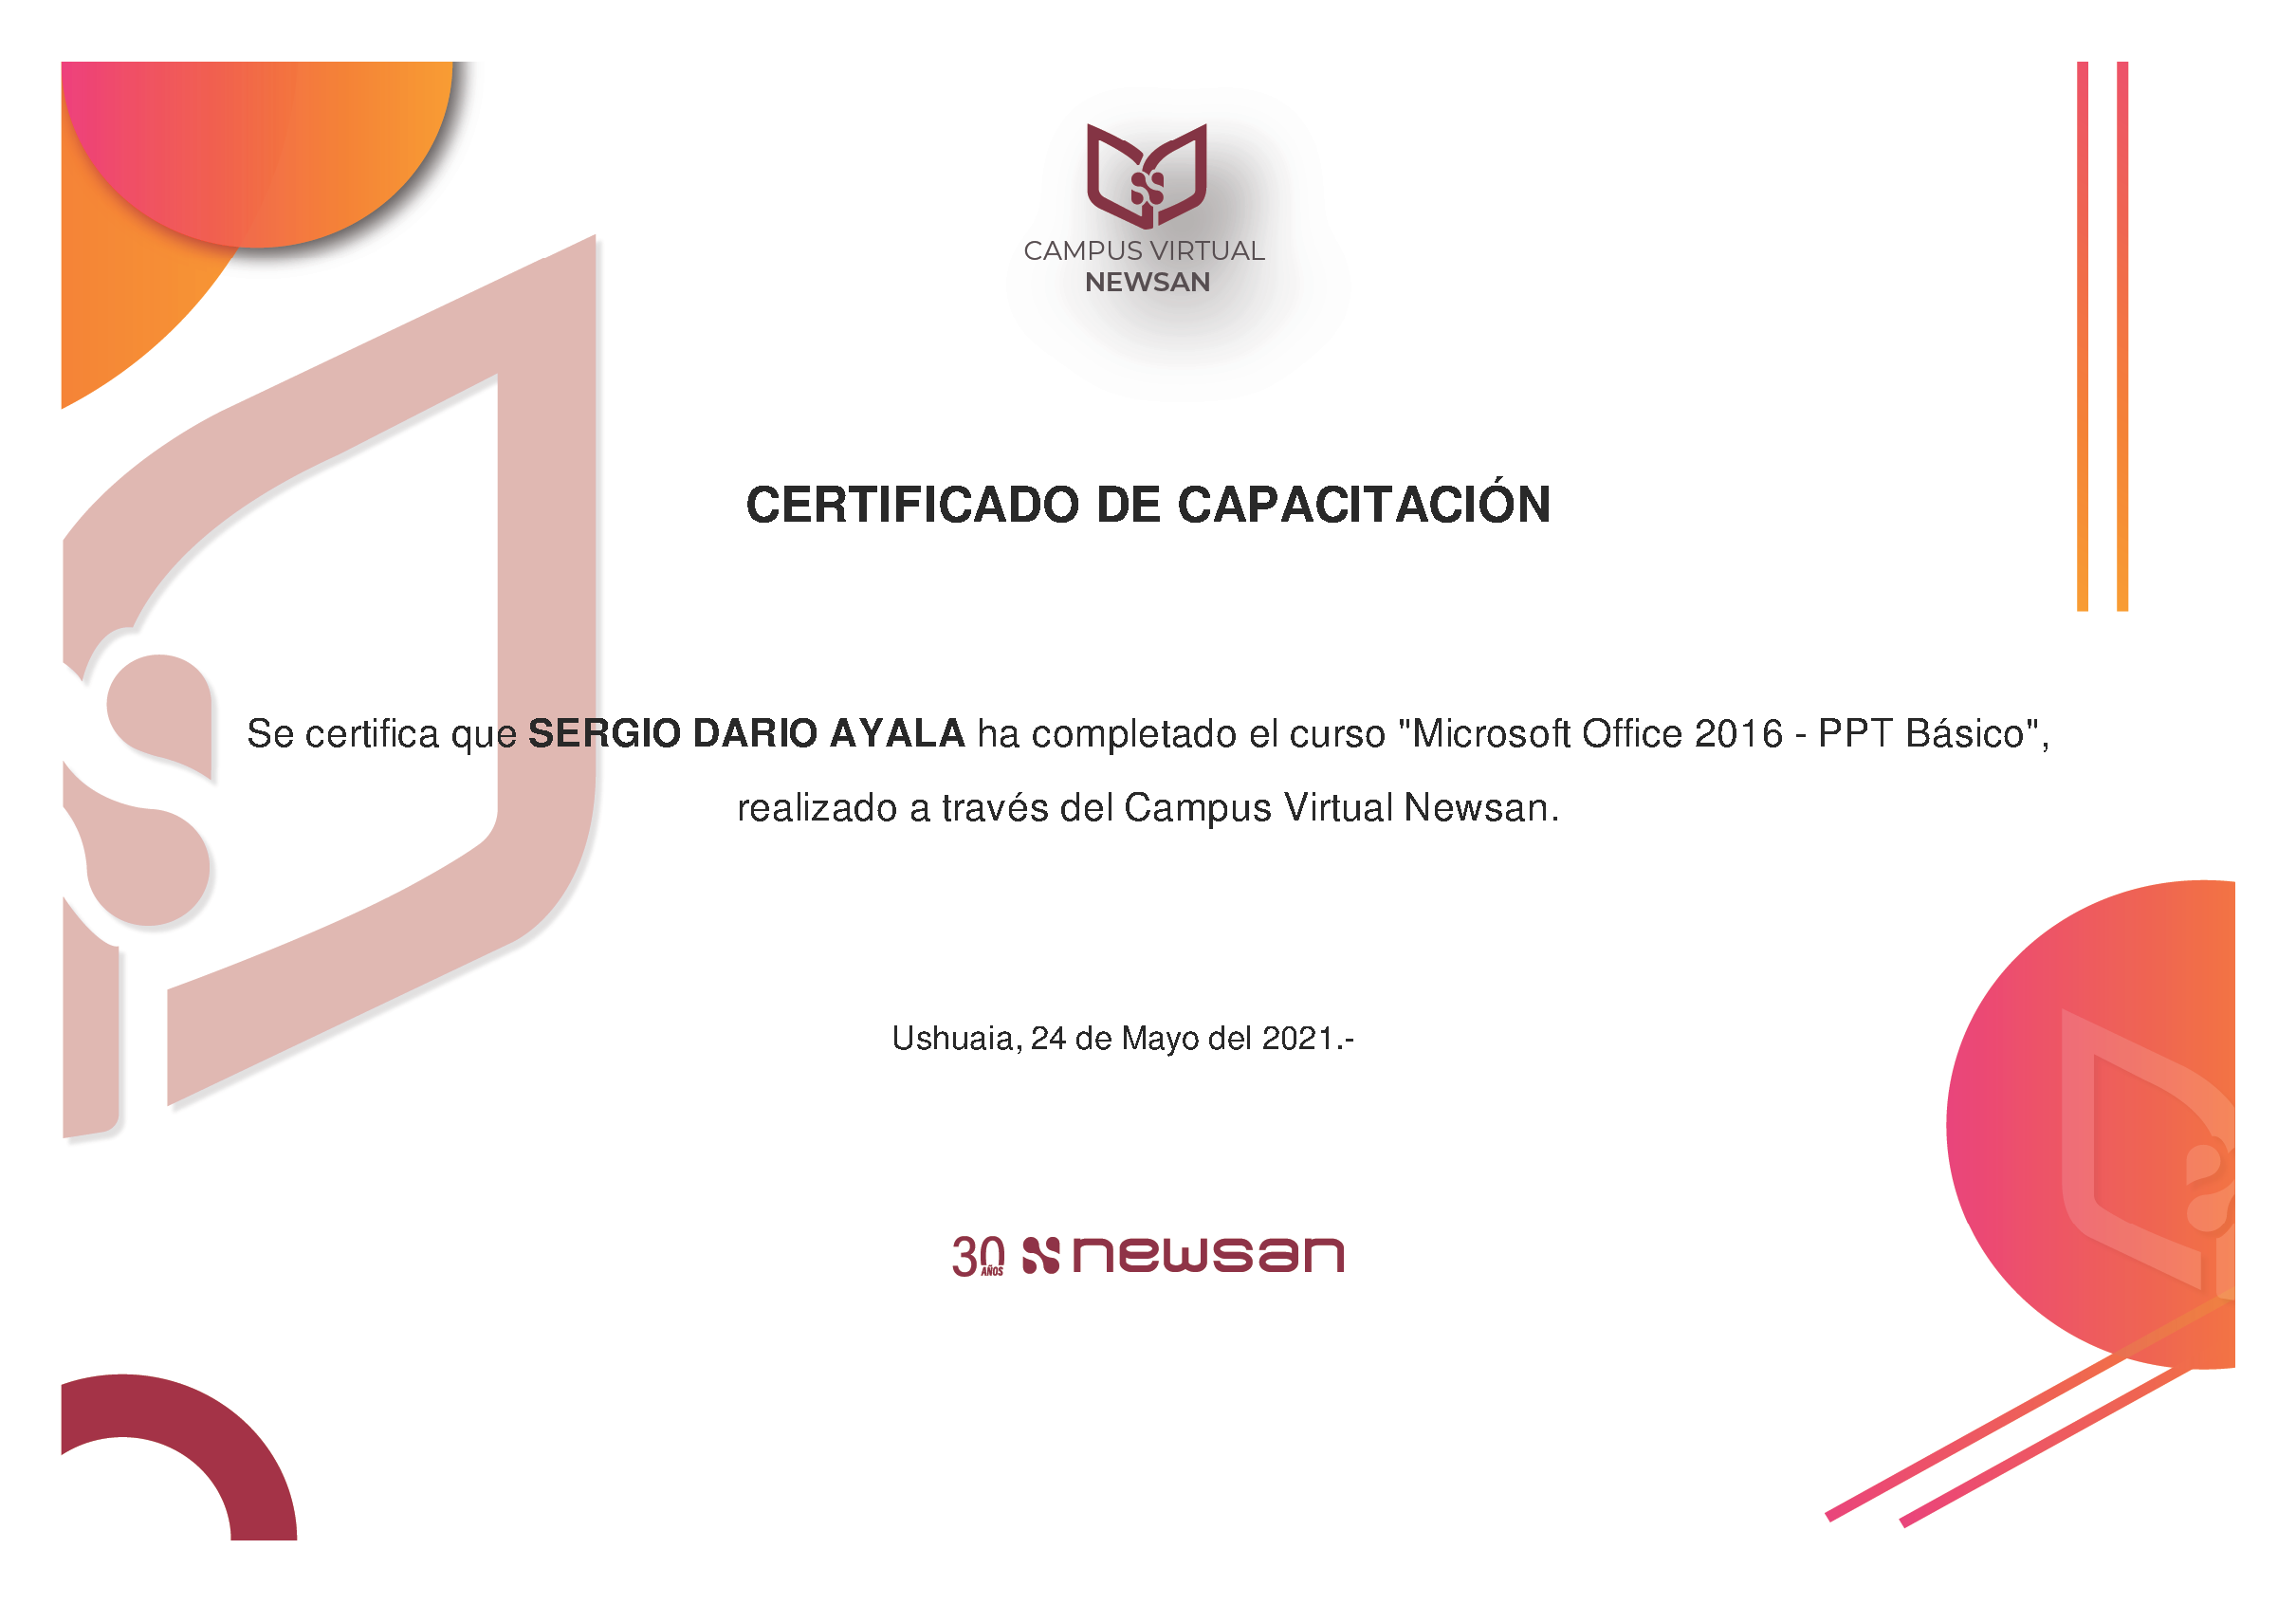 CAMPUS VIRTUAL
NEWSAN
CERTIFICADO DE CAPACITACIÓN
Se certifica que SERGIO DARIO AYALA ha completado el curso "Microsoft Office 2016 - PPT Básico",
realizado a través del Campus Virtual Newsan.
Ushuaia, 24 de Mayo del 2021.-
30 AÑOS newsan